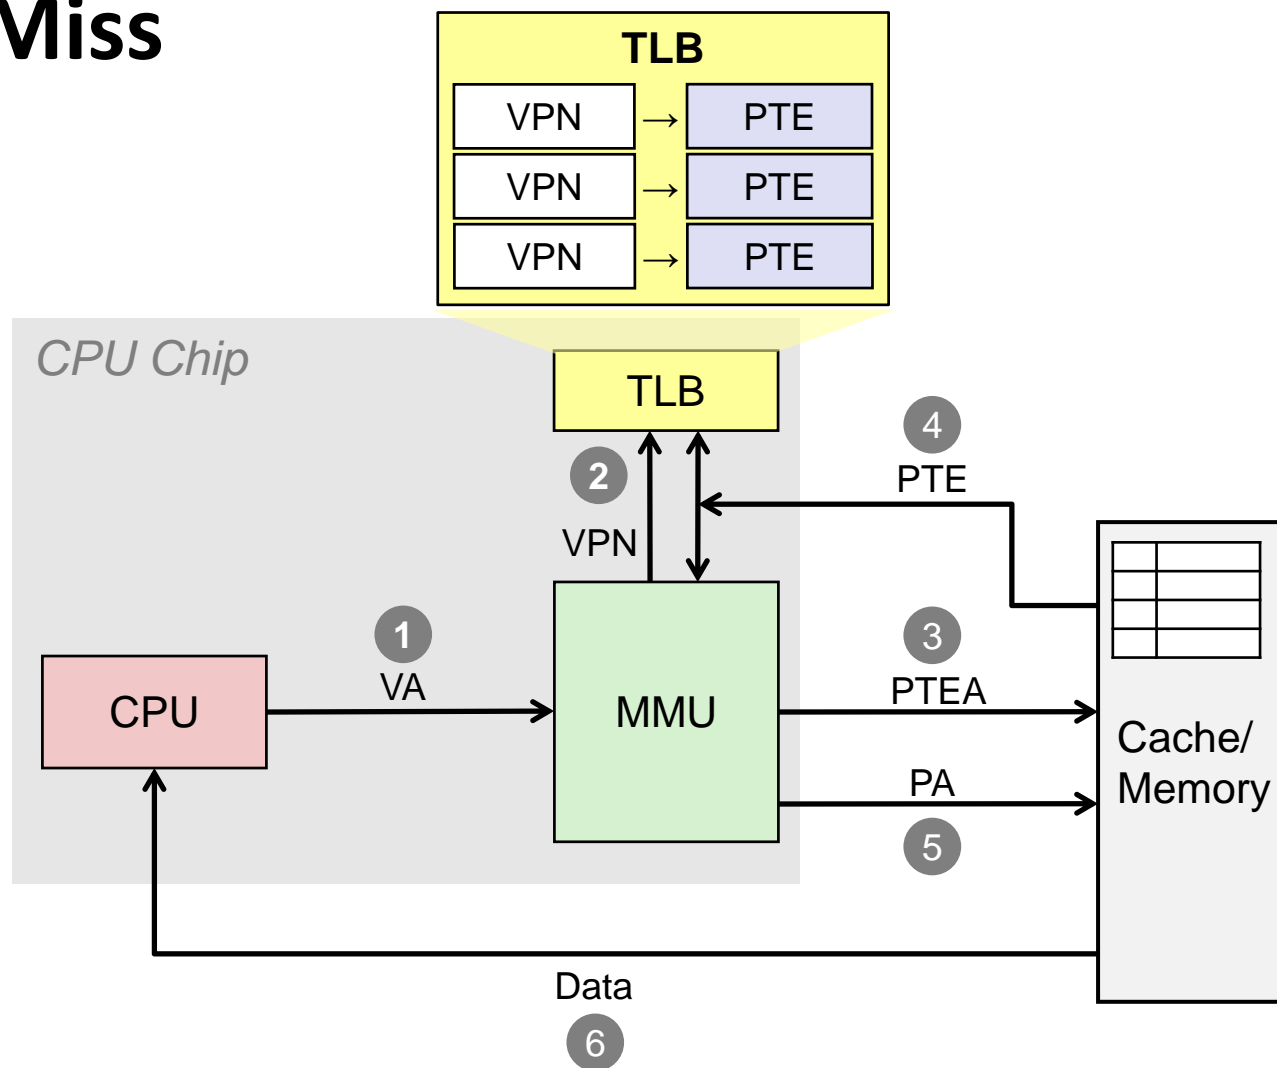 Miss
TLB
VPN → PTE
VPN → PTE
VPN → PTE
CPU Chip
TLB
4
2
PTE
VPN
1
3
VA
PTEA
CPU
MMU
Cache/
Memory
PA
5
Data
6